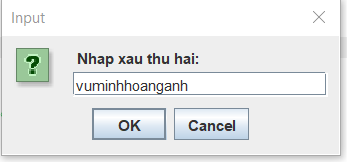 Input
Nhap xau thu hai:
vuminhhoanganh
OK
Cancel